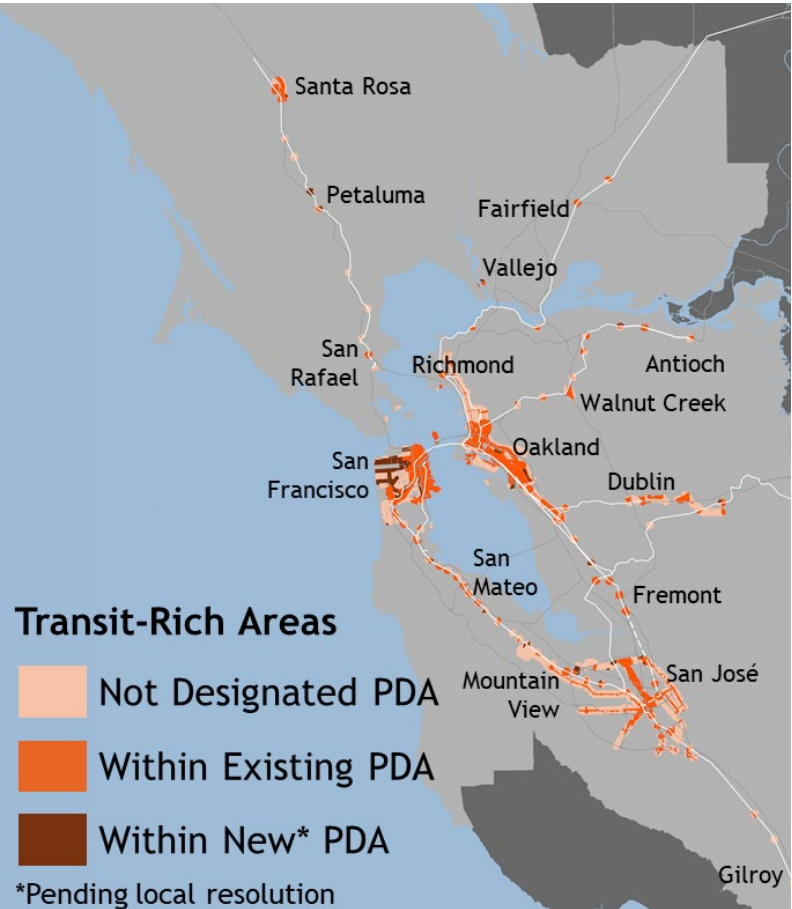 Santa Rosa
Petaluma
Fairfield
Vallejo
San
Rafael
Richmond
Antioch
Walnut Creek
San
Francisco
Oakland
Dublin
San
Mateo
Fremont
Mountain
View
San José
Gilroy
Transit-Rich Areas
Not Designated PDA
Within Existing PDA
Within New* PDA
*Pending local resolution